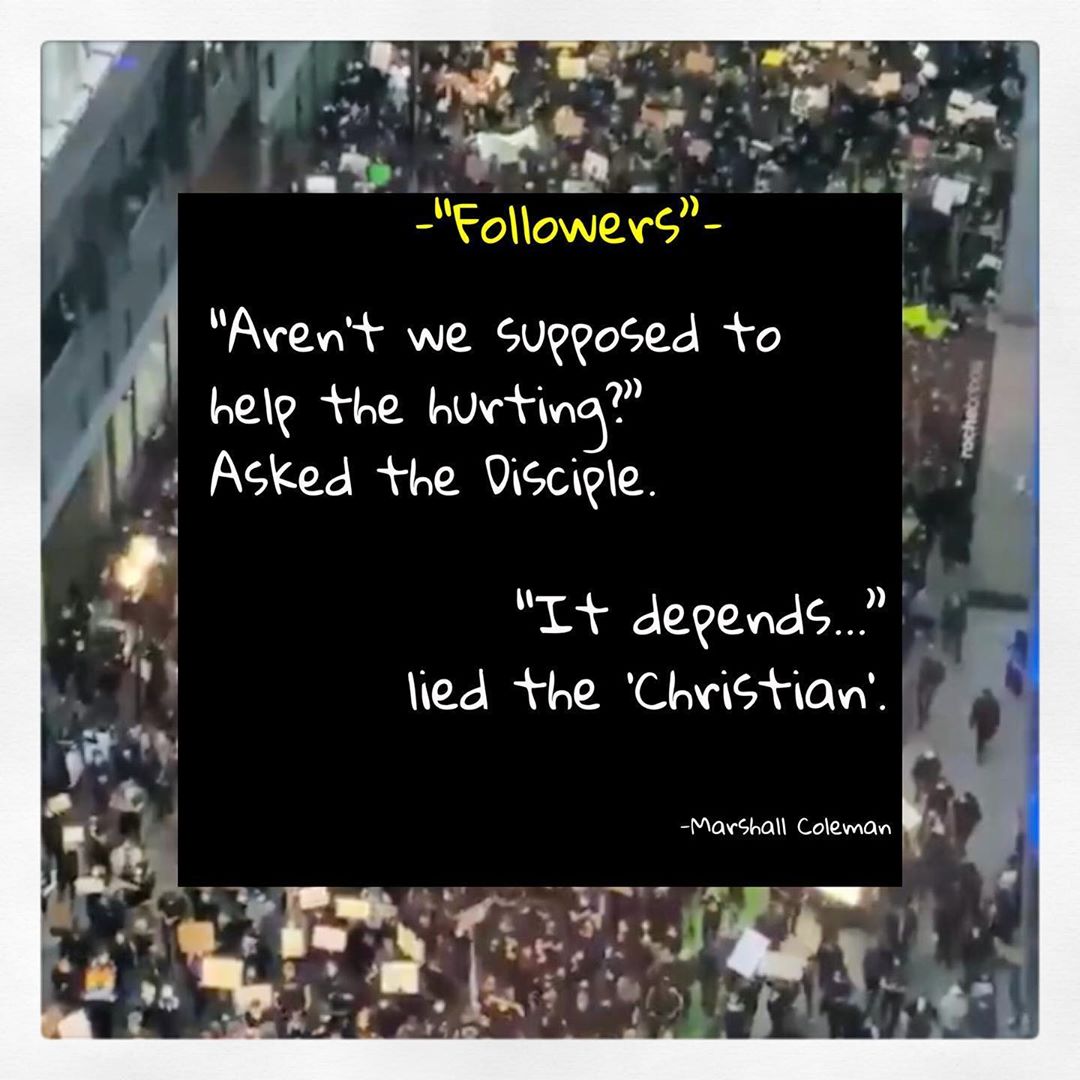 -"Followers"-
"Aren't we supposed to
help the hurting?"
Asked the Disciple.
"It depends..."
lied the 'Christian'.
-Marshall Coleman